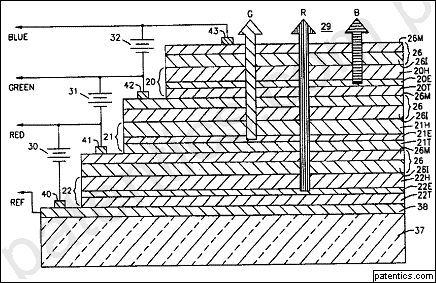 G R B
29
BLUE
32
43
26M
26
26I
20H
20E
20T
20
GREEN
31
42
26M
26
26I
21H
21E
21T
21
RED
30
41
26M
26
26I
22H
22E
22T
22
REF
40
38
37
patentics.com